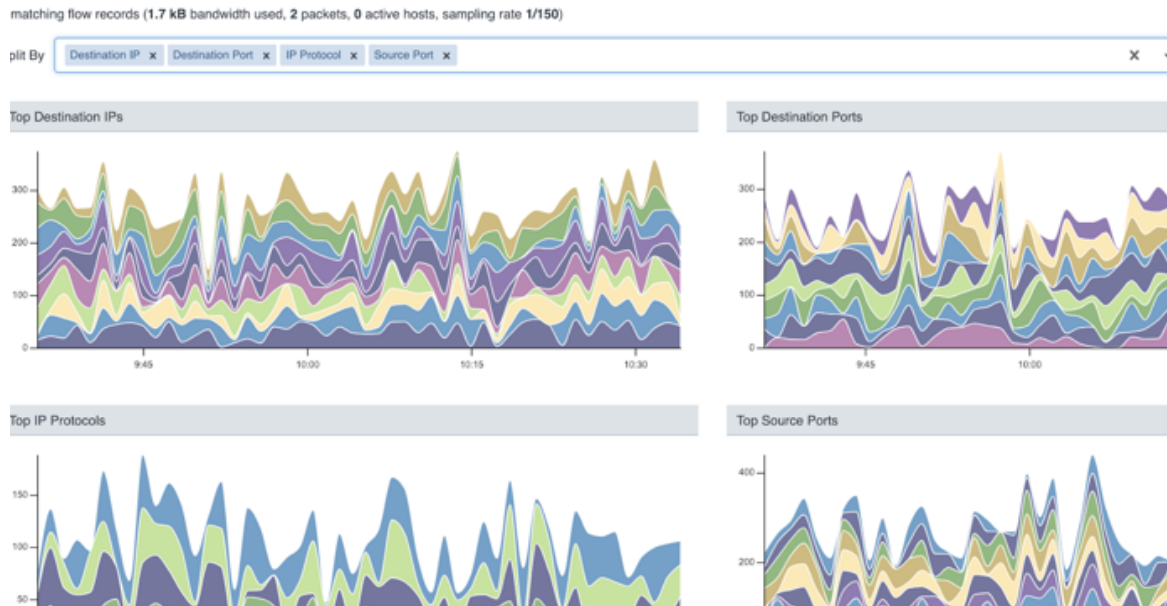 matching flow records (1.7 kB bandwidth used, 2 packets, 0 active hosts, sampling rate 1/150)
plit By Destination IP x Destination Port x IP Protocol x Source Port x x
Top Destination IPs
300
200
100
0
9:45 10:00 10:15 10:30
Top Destination Ports
300
200
100
0
9:45 10:00
Top IP Protocols
150
100
50
Top Source Ports
400
200